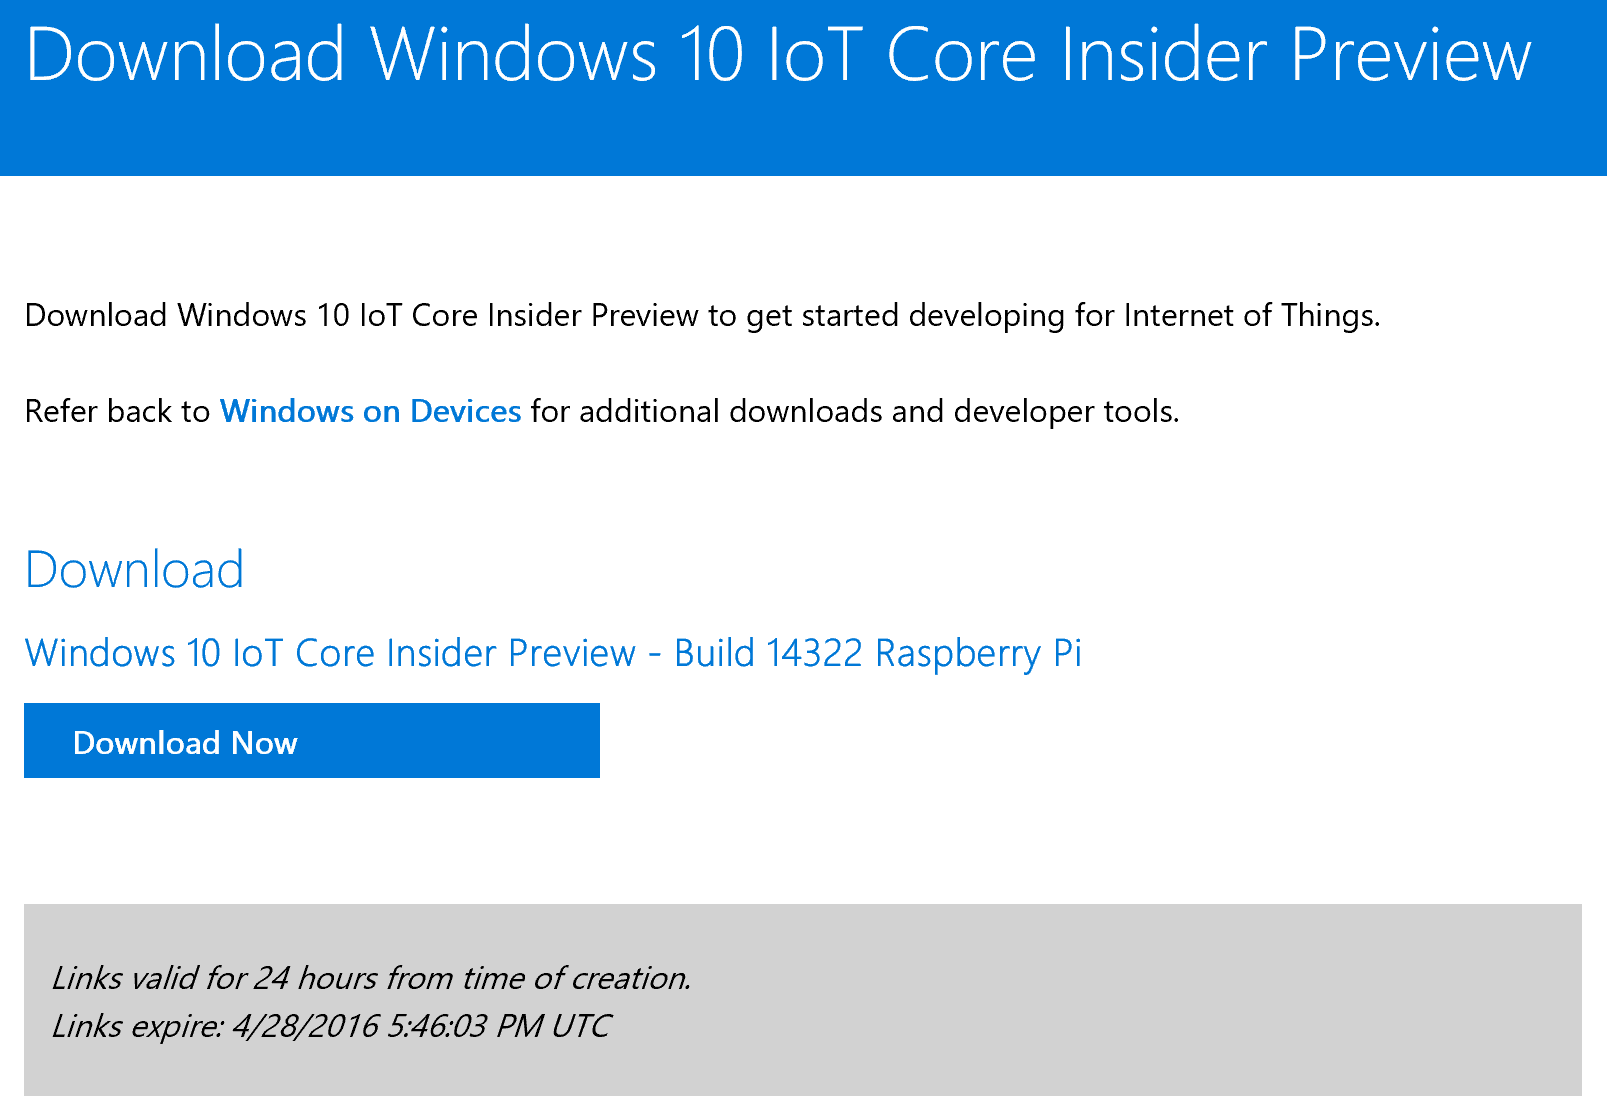 Download Windows 10 IoT Core Insider Preview
Download Windows 10 IoT Core Insider Preview to get started developing for Internet of Things.
Refer back to Windows on Devices for additional downloads and developer tools.
Download
Windows 10 IoT Core Insider Preview - Build 14322 Raspberry Pi
Download Now
Links valid for 24 hours from time of creation.
Links expire: 4/28/2016 5:46:03 PM UTC